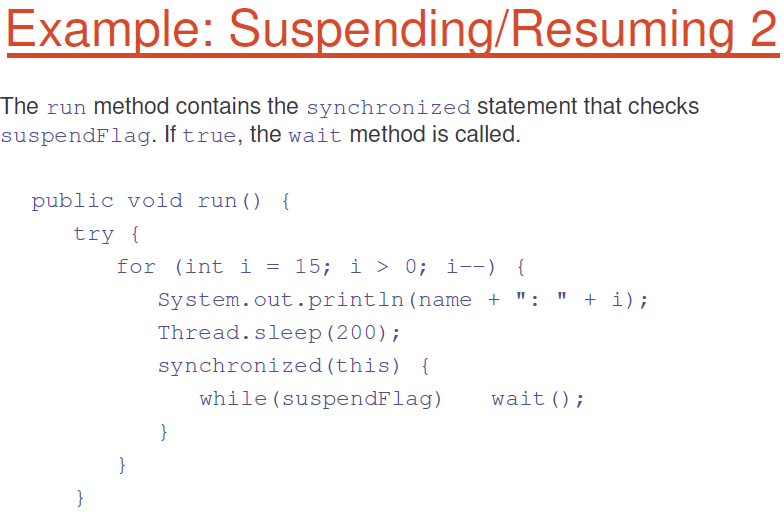 Example: Suspending/Resuming 2
The run method contains the synchronized statement that checks
suspendFlag. If true, the wait method is called.
public void run() {
try {
for (int i = 15; i > 0; i--) {
System.out.println(name + ": " + i);
Thread.sleep(200);
synchronized(this) {
while(suspendFlag) wait();
}
}
}